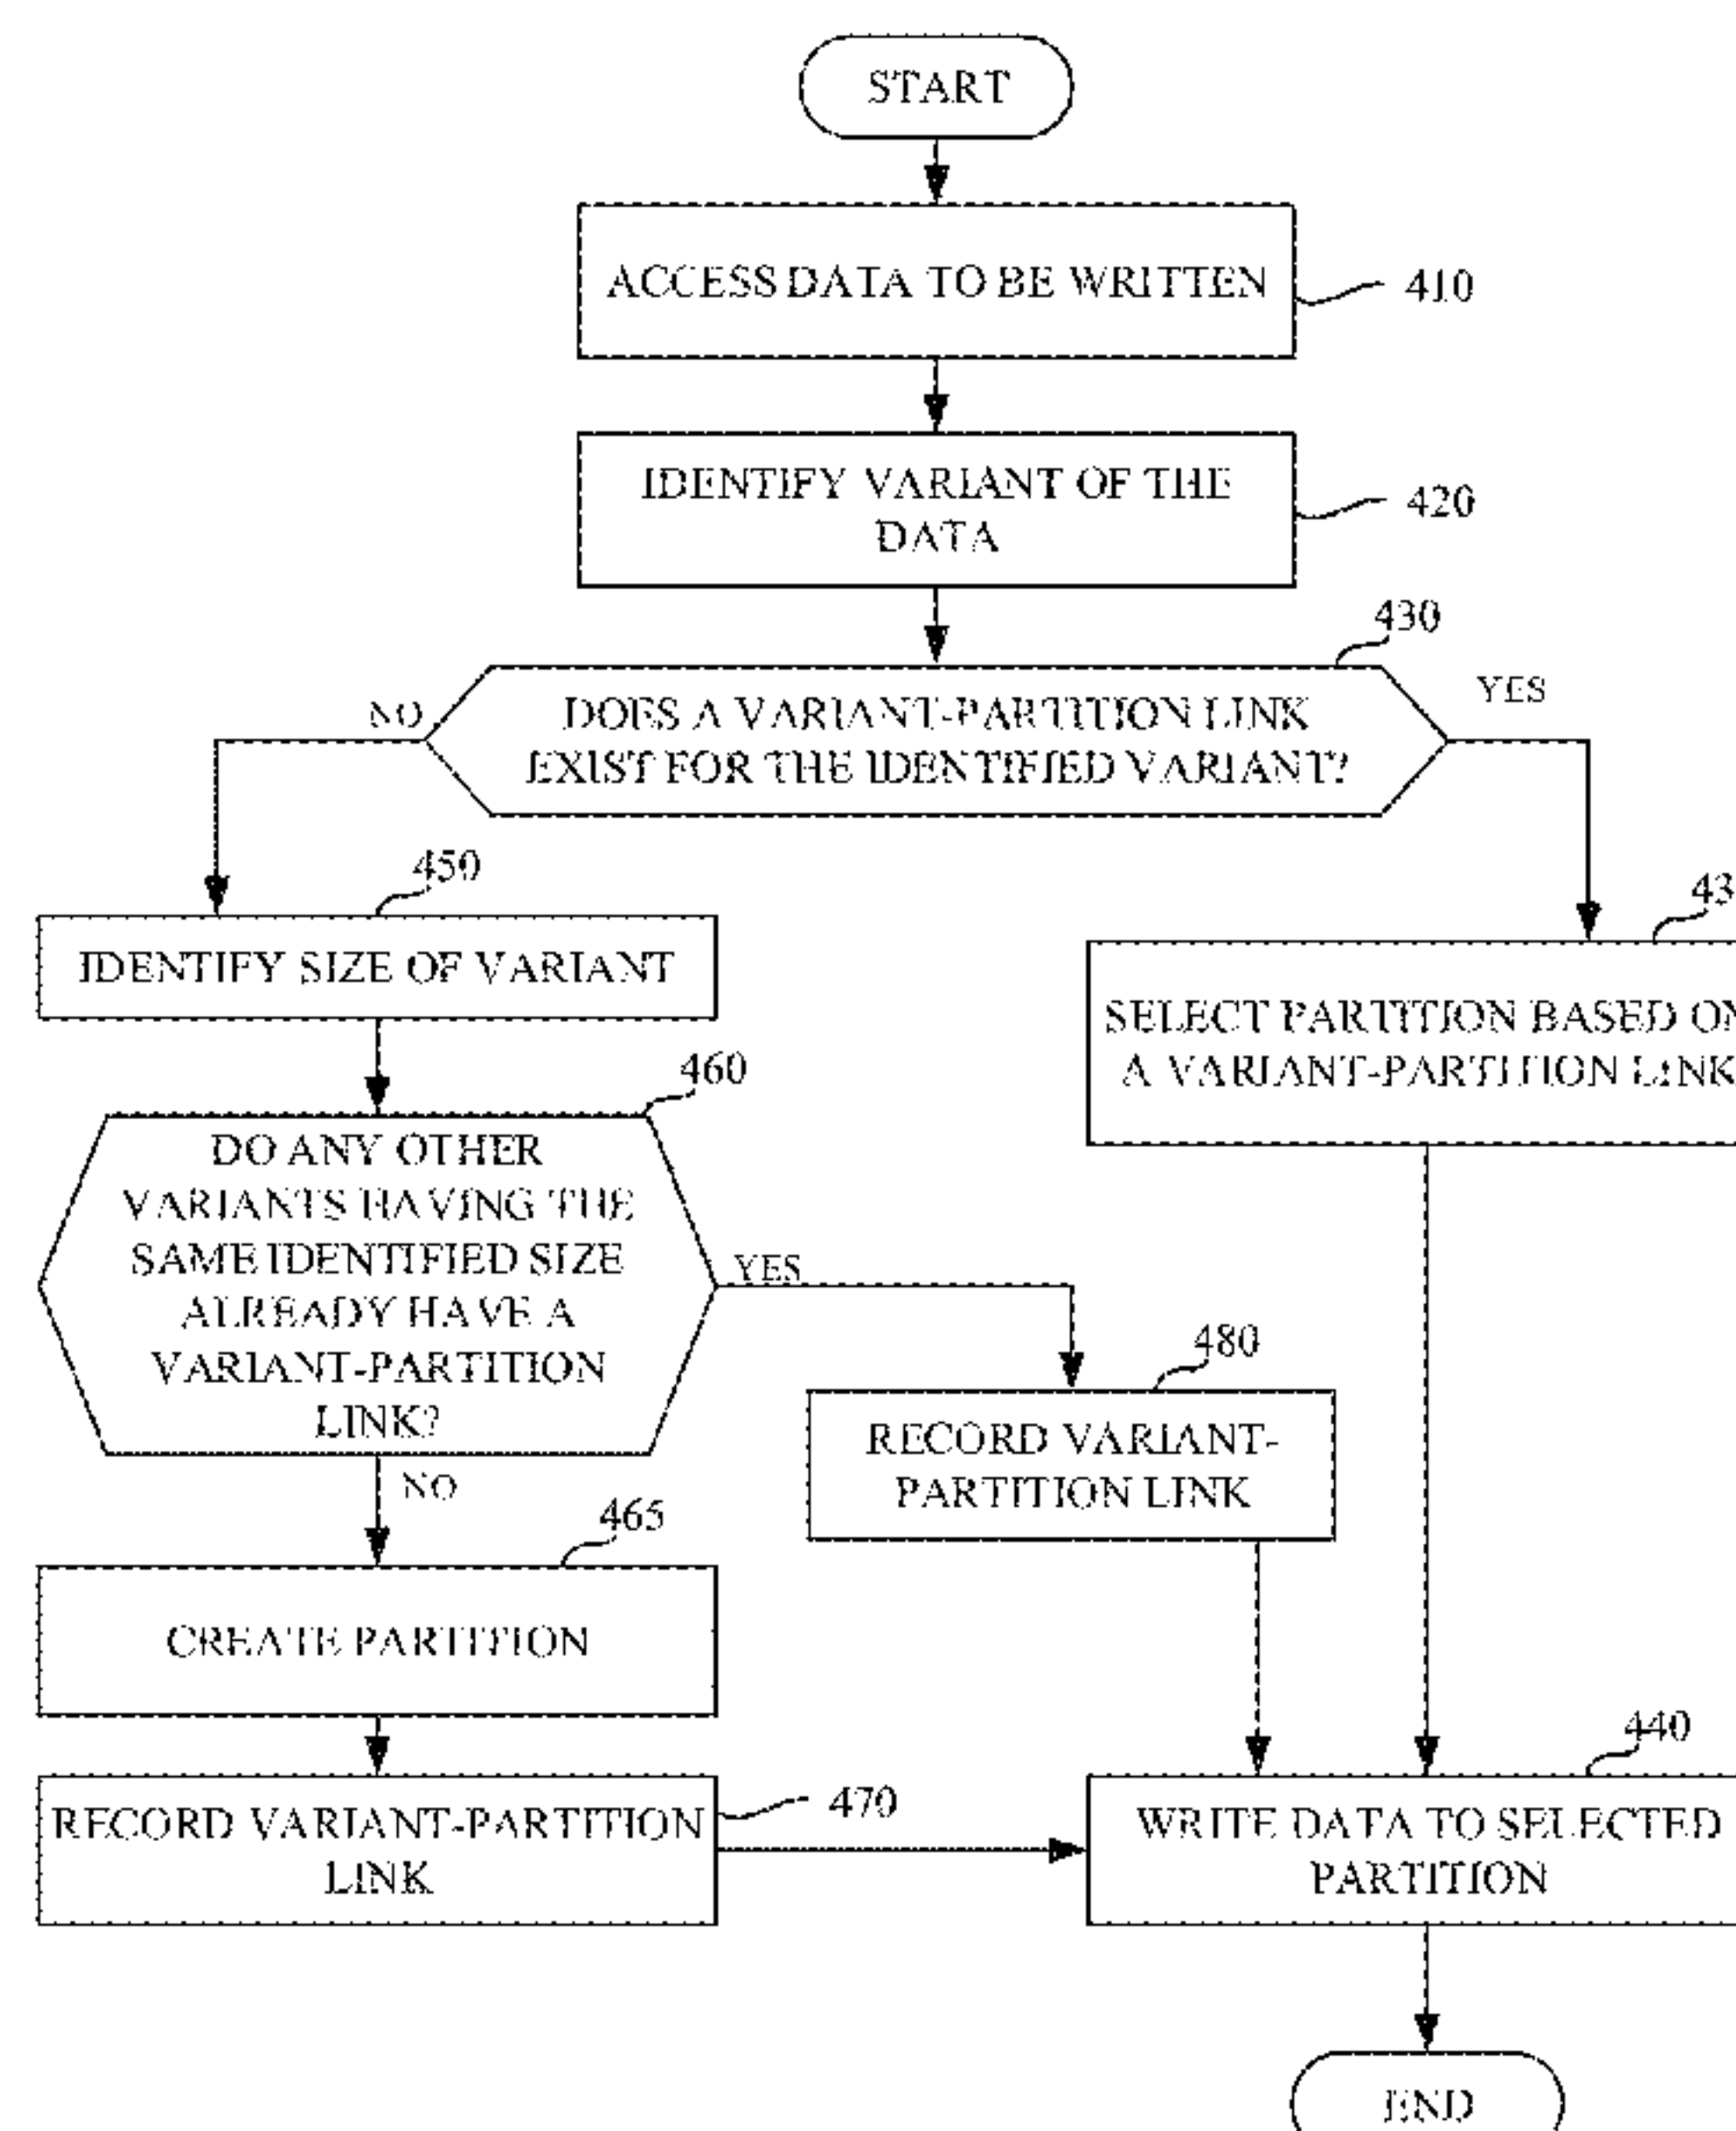 START
ACCESS DATA TO BE WRITTEN
410
IDENTIFY VARIANT OF THE
DATA
420
430
DOES A VARIANT-PARTITION LINK
EXIST FOR THE IDENTIFIED VARIANT?
NO
YES
450
IDENTIFY SIZE OF VARIANT
SELECT PARTITION BASED ON
A VARIANT-PARTITION LINK
460
DO ANY OTHER
VARIANTS HAVING THE
SAME IDENTIFIED SIZE
ALREADY HAVE A
VARIANT-PARTITION
LINK?
YES
NO
480
RECORD VARIANT-
PARTITION LINK
465
CREATE PARTITION
RECORD VARIANT-PARTITION
LINK
470
440
WRITE DATA TO SELECTED
PARTITION
END